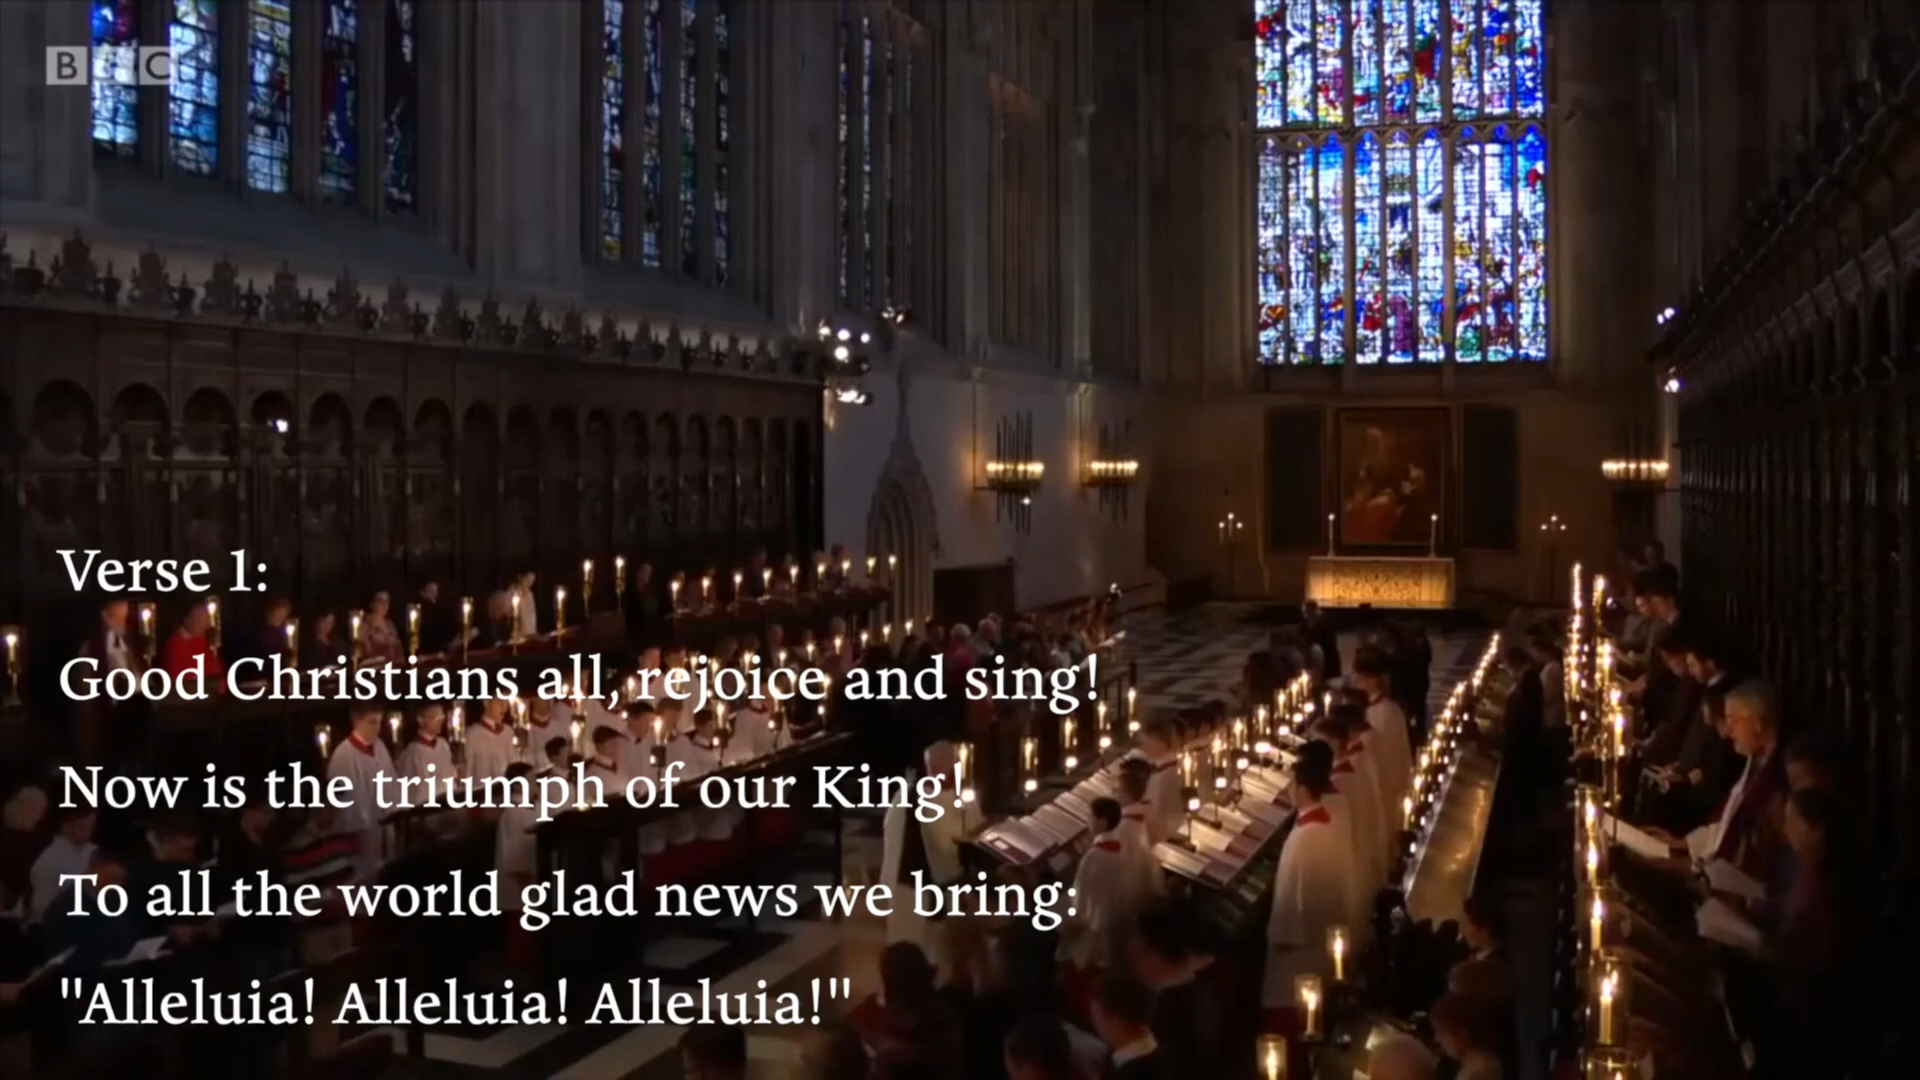 BBC
Verse 1:
Good Christians all, rejoice and sing!
Now is the triumph of our King!
To all the world glad news we bring:
"Alleluia! Alleluia! Alleluia!"